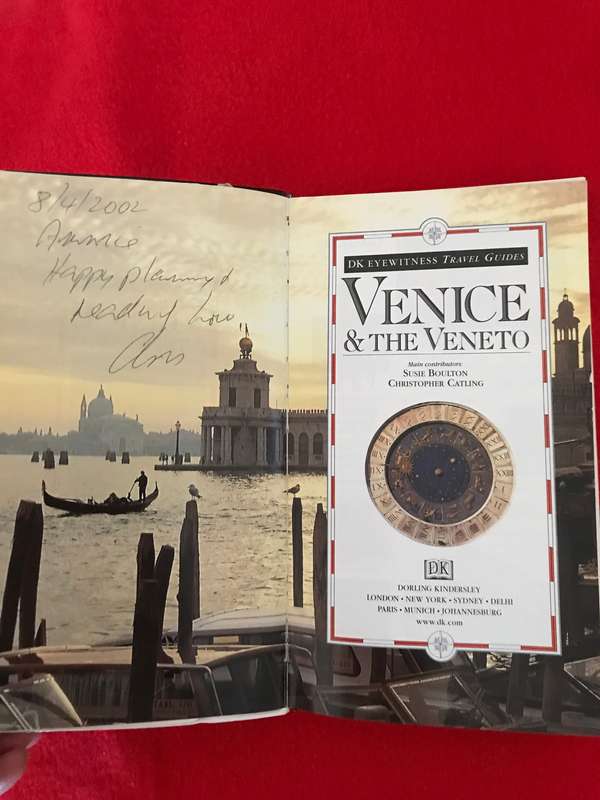 8/4/2002
Annie
Happy planning &
reading
Chris
DK EYEWITNESS TRAVEL GUIDES
VENICE
& THE VENETO
Main contributors:
SUSIE BOULTON
CHRISTOPHER CATLING
DK
DORLING KINDERSLEY
LONDON • NEW YORK • SYDNEY • DELHI
PARIS • MUNICH • JOHANNESBURG
www.dk.com